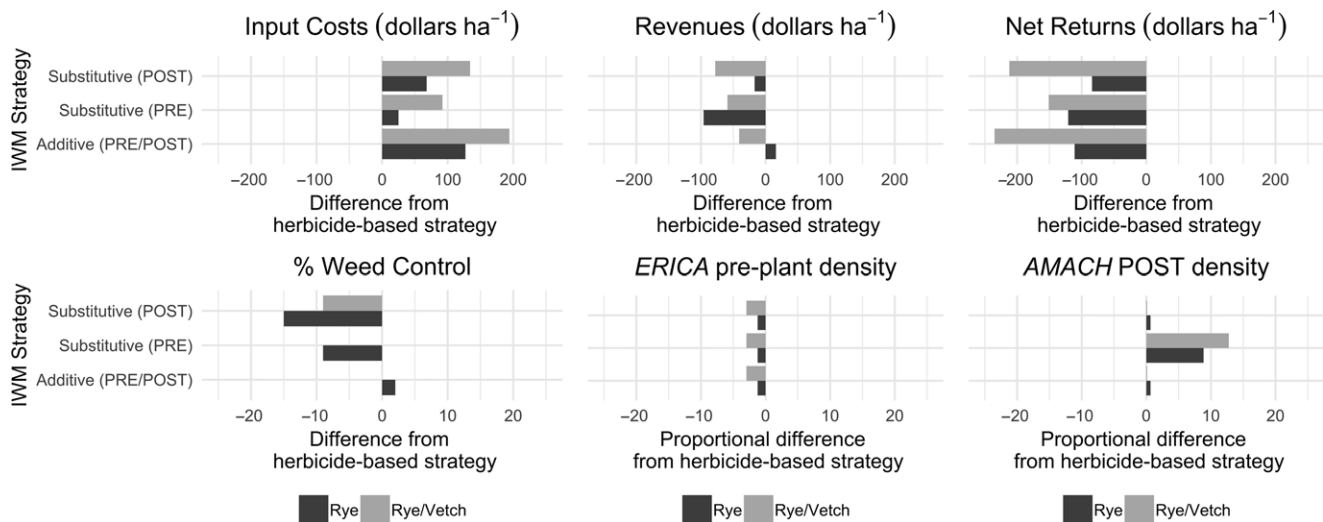 Input Costs (dollars ha⁻¹)
Revenues (dollars ha⁻¹)
Net Returns (dollars ha⁻¹)
IWM Strategy
Substitutive (POST)
Substitutive (PRE)
Additive (PRE/POST)
−200 −100 0 100 200
−200 −100 0 100 200
−200 −100 0 100 200
Difference from
herbicide-based strategy
Difference from
herbicide-based strategy
Difference from
herbicide-based strategy
% Weed Control
ERICA pre-plant density
AMACH POST density
IWM Strategy
Substitutive (POST)
Substitutive (PRE)
Additive (PRE/POST)
−20 −10 0 10 20
−20 −10 0 10 20
−20 −10 0 10 20
Difference from
herbicide-based strategy
Proportional difference
from herbicide-based strategy
Proportional difference
from herbicide-based strategy
Rye Rye/Vetch
Rye Rye/Vetch
Rye Rye/Vetch